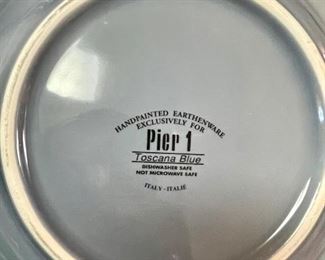 HANDPAINTED EARTHENWARE
EXCLUSIVELY FOR
Pier 1
Toscana Blue
DISHWASHER SAFE
NOT MICROWAVE SAFE
ITALY-ITALIE